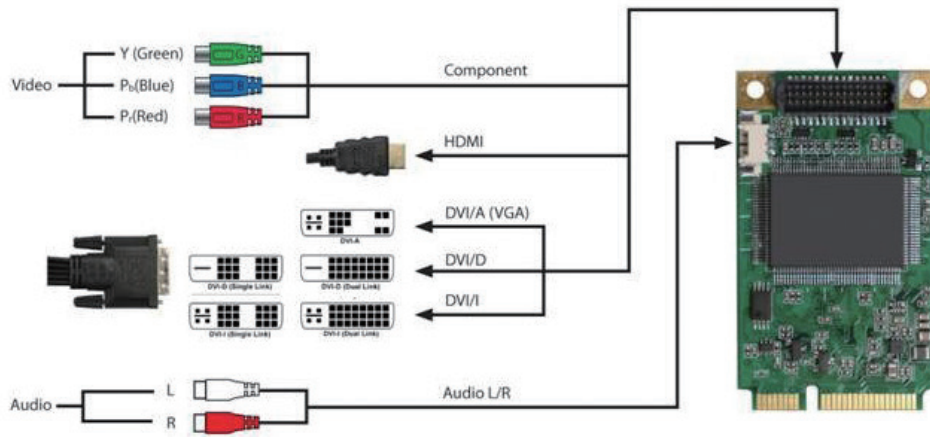 Y (Green)
G
Video
Pb(Blue)
B
Component
Pr(Red)
R
HDMI
DVI/A (VGA)
DVI-A
DVI/D
DVI-D (Single Link)
DVI-D (Dual Link)
DVI/I
DVI-I (Single Link)
DVI-I (Dual Link)
L
Audio
Audio L/R
R